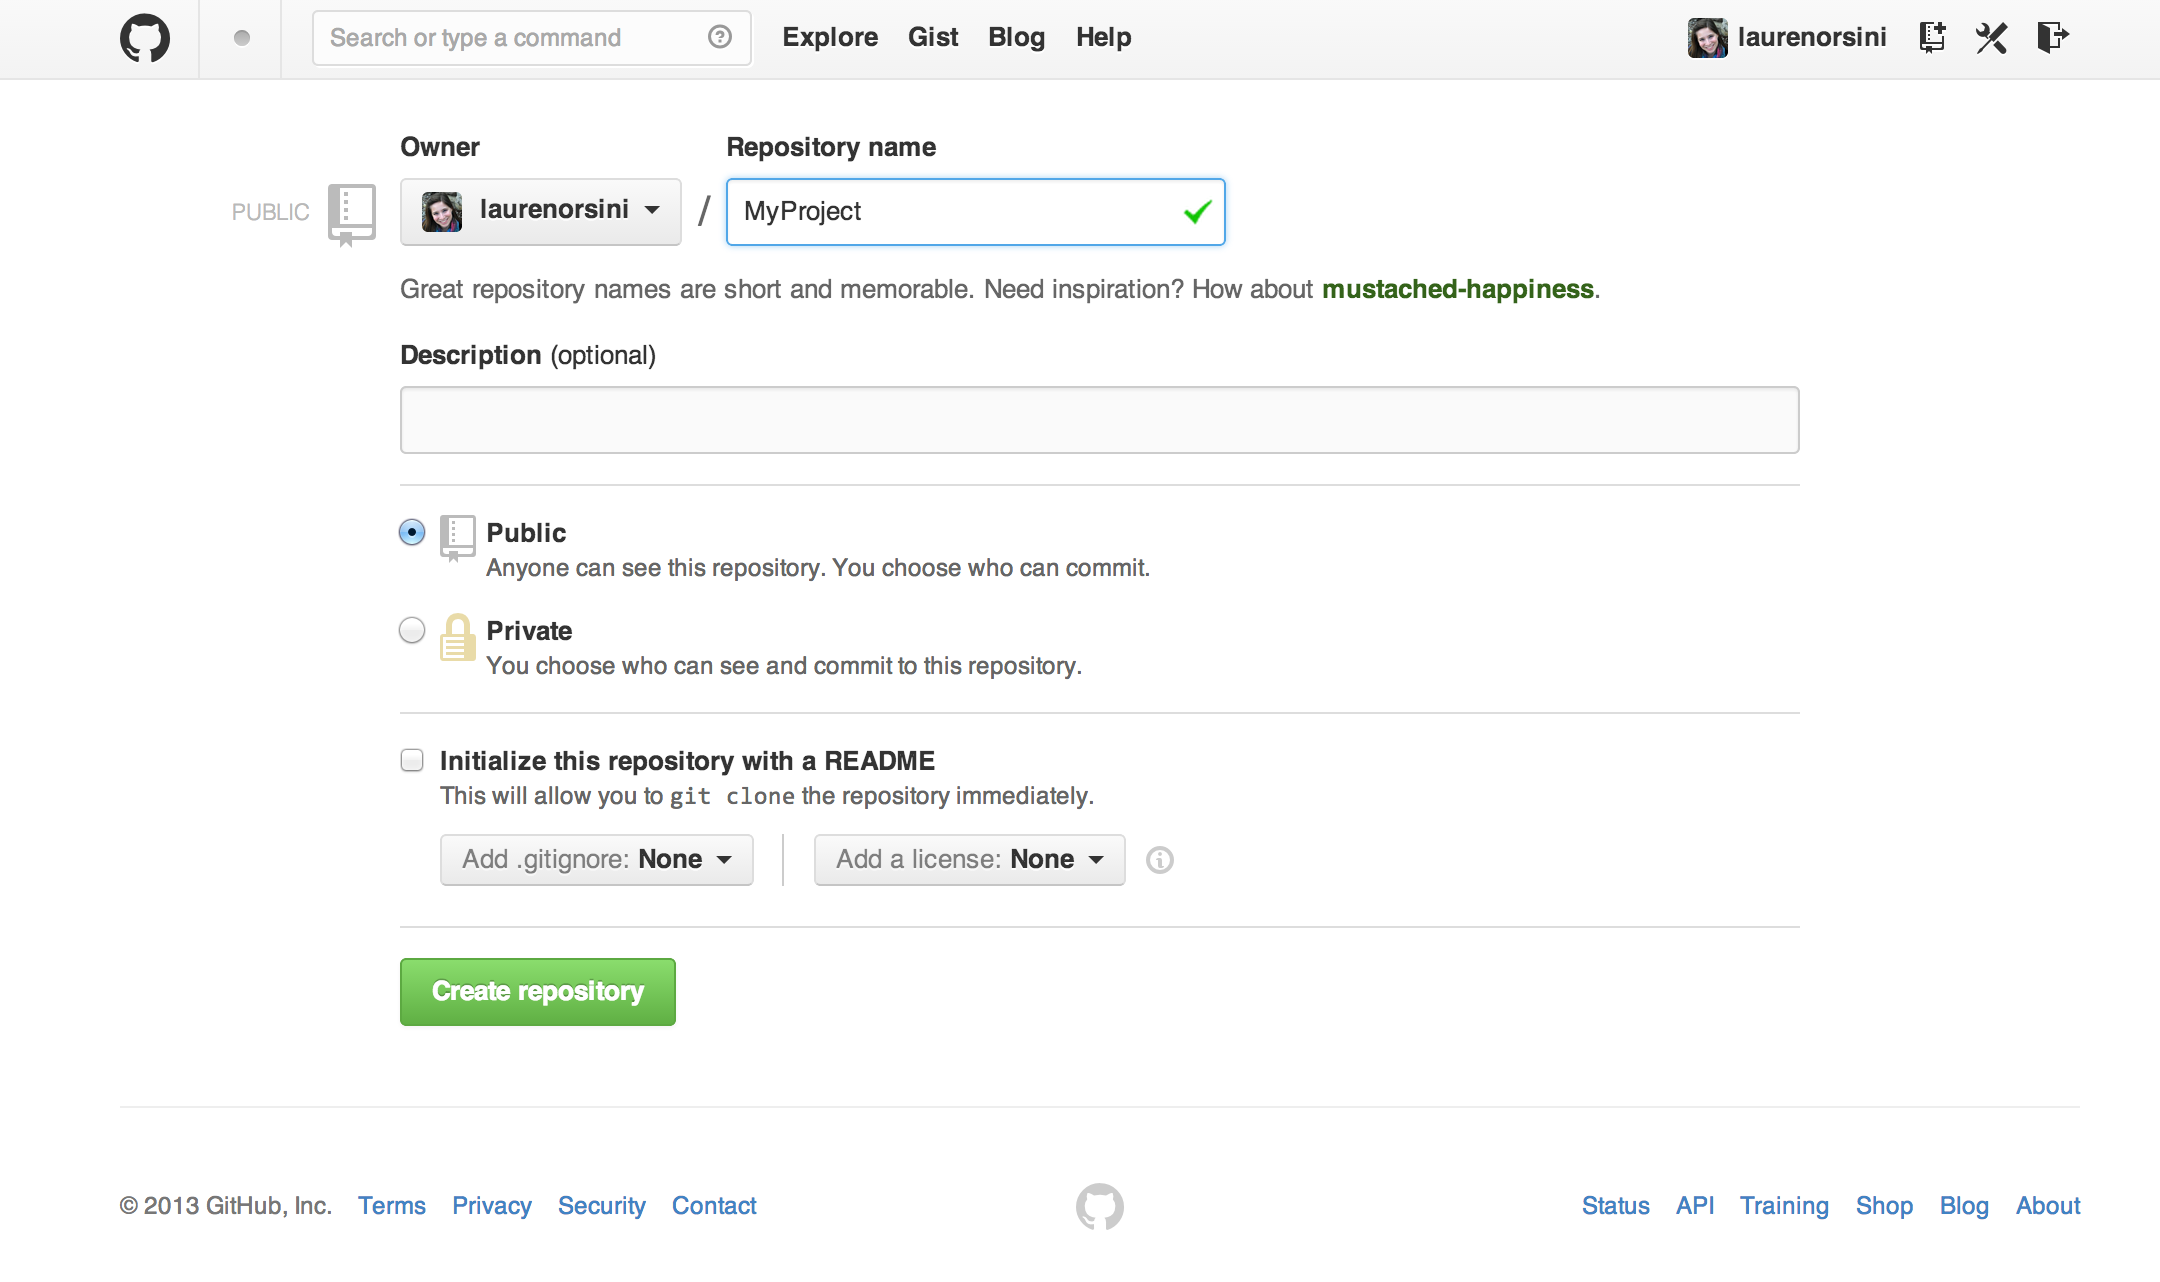 Search or type a command
Explore Gist Blog Help
laurenorsini
Owner
Repository name
PUBLIC
laurenorsini / MyProject
Great repository names are short and memorable. Need inspiration? How about mustached-happiness.
Description (optional)
Public
Anyone can see this repository. You choose who can commit.
Private
You choose who can see and commit to this repository.
Initialize this repository with a README
This will allow you to git clone the repository immediately.
Add .gitignore: None
Add a license: None
Create repository
© 2013 GitHub, Inc. Terms Privacy Security Contact
Status API Training Shop Blog About